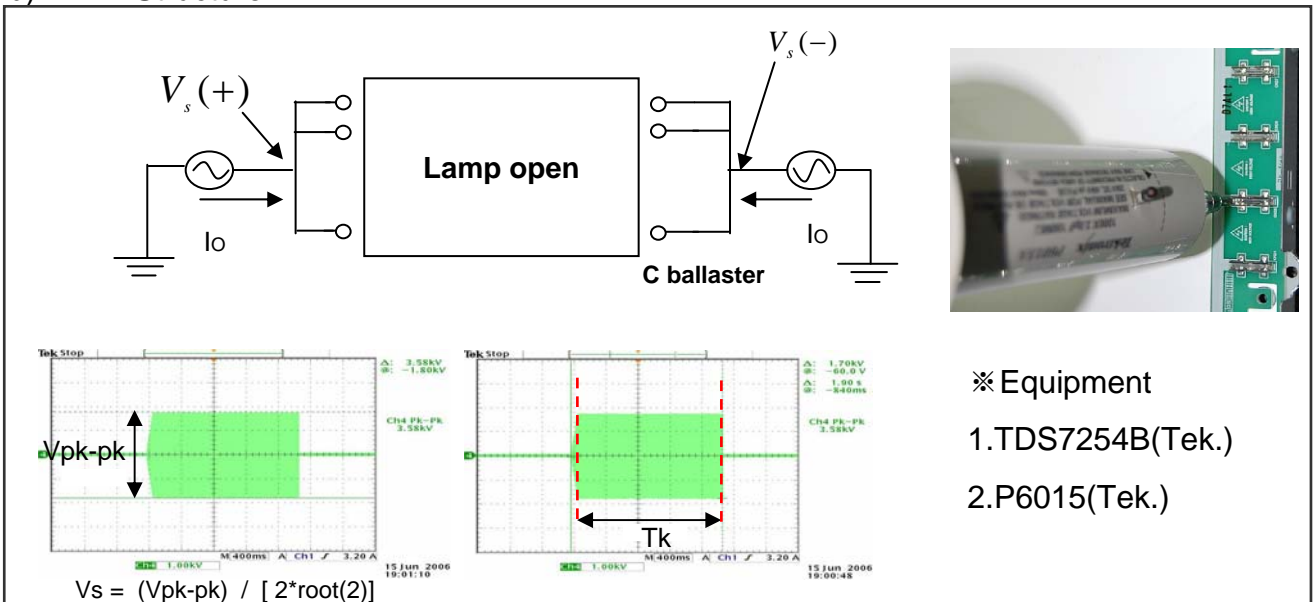 V_s(+)
V_s(−)
Lamp open
Io
Io
C ballaster
Tek Stop
Δ: 3.58kV
@: −1.80kV
Ch4 Pk−Pk
3.58kV
Vpk-pk
Ch4 1.00kV
M 400ms A Ch1 ∫ 3.20 A
15 Jun 2006
19:01:10
Vs = (Vpk-pk) / [ 2*root(2)]
Tek Stop
Δ: 1.70kV
@: −60.0 V
Δ: 1.90 s
@: −840ms
Ch4 Pk−Pk
3.58kV
Tk
Ch4 1.00kV
M 400ms A Ch1 ∫ 3.20 A
15 Jun 2006
19:00:48
※Equipment
1.TDS7254B(Tek.)
2.P6015(Tek.)
Tektronix